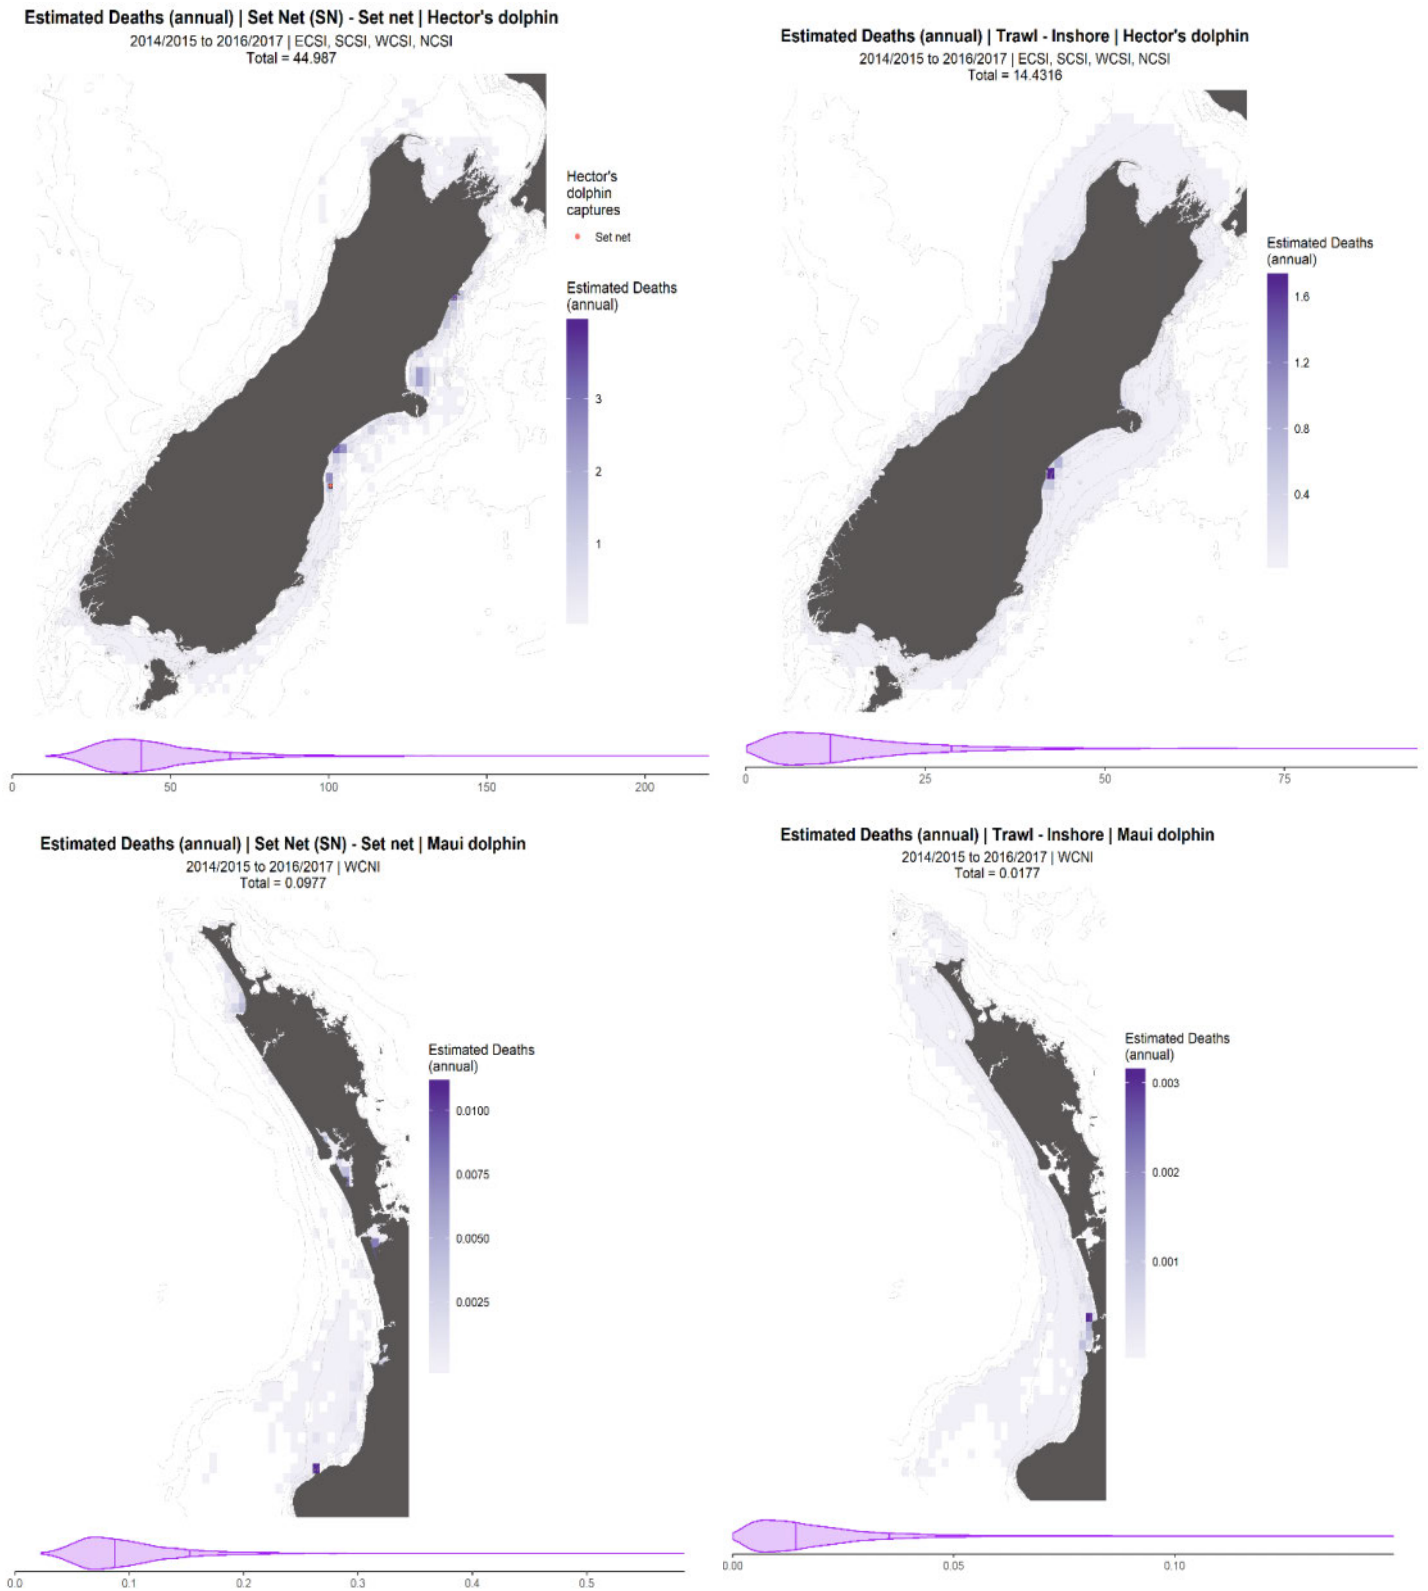 Estimated Deaths (annual) | Set Net (SN) - Set net | Hector's dolphin
2014/2015 to 2016/2017 | ECSI, SCSI, WCSI, NCSI
Total = 44.987
Hector's
dolphin
captures
Set net
Estimated Deaths
(annual)
3
2
1
0
50
100
150
200
Estimated Deaths (annual) | Trawl - Inshore | Hector's dolphin
2014/2015 to 2016/2017 | ECSI, SCSI, WCSI, NCSI
Total = 14.4316
Estimated Deaths
(annual)
1.6
1.2
0.8
0.4
0
25
50
75
Estimated Deaths (annual) | Set Net (SN) - Set net | Maui dolphin
2014/2015 to 2016/2017 | WCNI
Total = 0.0977
Estimated Deaths
(annual)
0.0100
0.0075
0.0050
0.0025
0.0
0.1
0.2
0.3
0.4
0.5
Estimated Deaths (annual) | Trawl - Inshore | Maui dolphin
2014/2015 to 2016/2017 | WCNI
Total = 0.0177
Estimated Deaths
(annual)
0.003
0.002
0.001
0.00
0.05
0.10